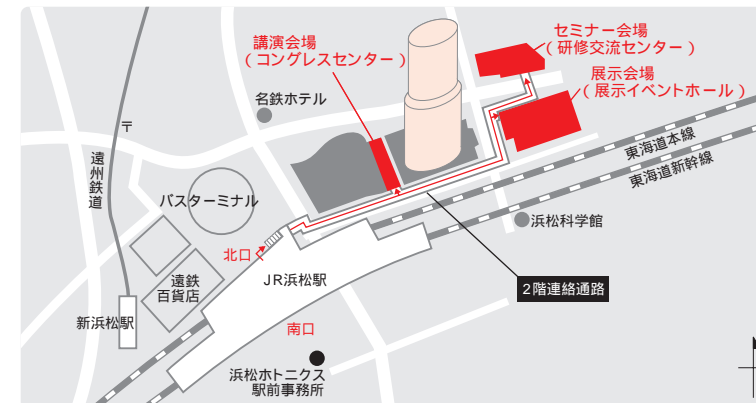 講演会場
(コングレスセンター)
セミナー会場
(研修交流センター)
展示会場
(展示イベントホール)
名鉄ホテル
〒
遠州鉄道
バスターミナル
東海道本線
東海道新幹線
浜松科学館
北口
JR浜松駅
2階連絡通路
遠鉄
百貨店
新浜松駅
南口
浜松ホトニクス
駅前事務所